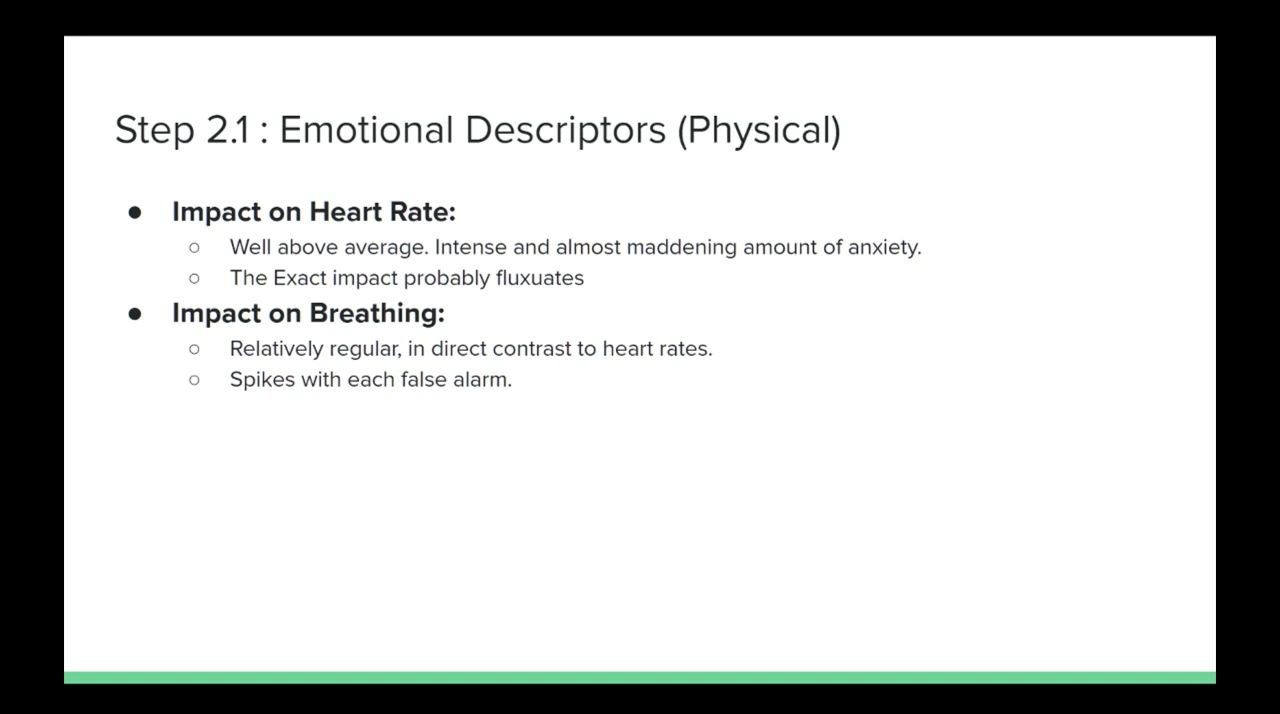 Step 2.1 : Emotional Descriptors (Physical)
● Impact on Heart Rate:
○ Well above average. Intense and almost maddening amount of anxiety.
○ The Exact impact probably fluxuates
● Impact on Breathing:
○ Relatively regular, in direct contrast to heart rates.
○ Spikes with each false alarm.